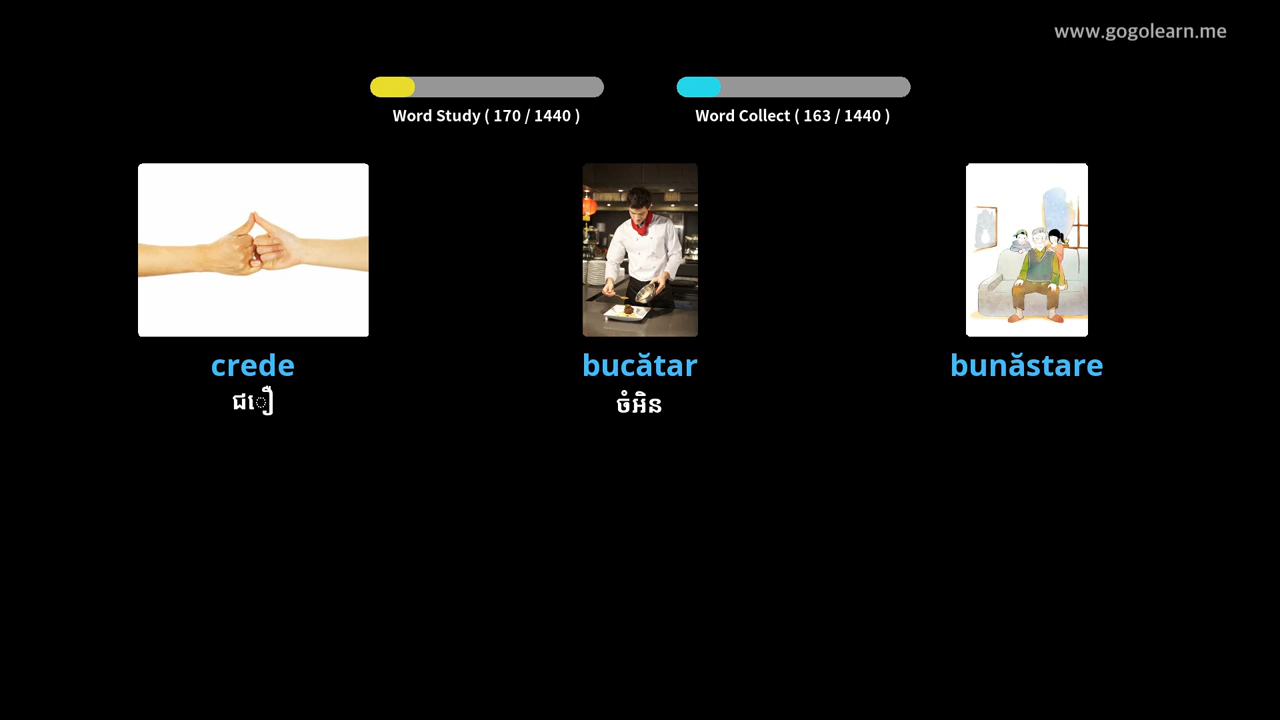 www.gogolearn.me
Word Study ( 170 / 1440 )
Word Collect ( 163 / 1440 )
crede
ជឿ
bucătar
ចំអិន
bunăstare